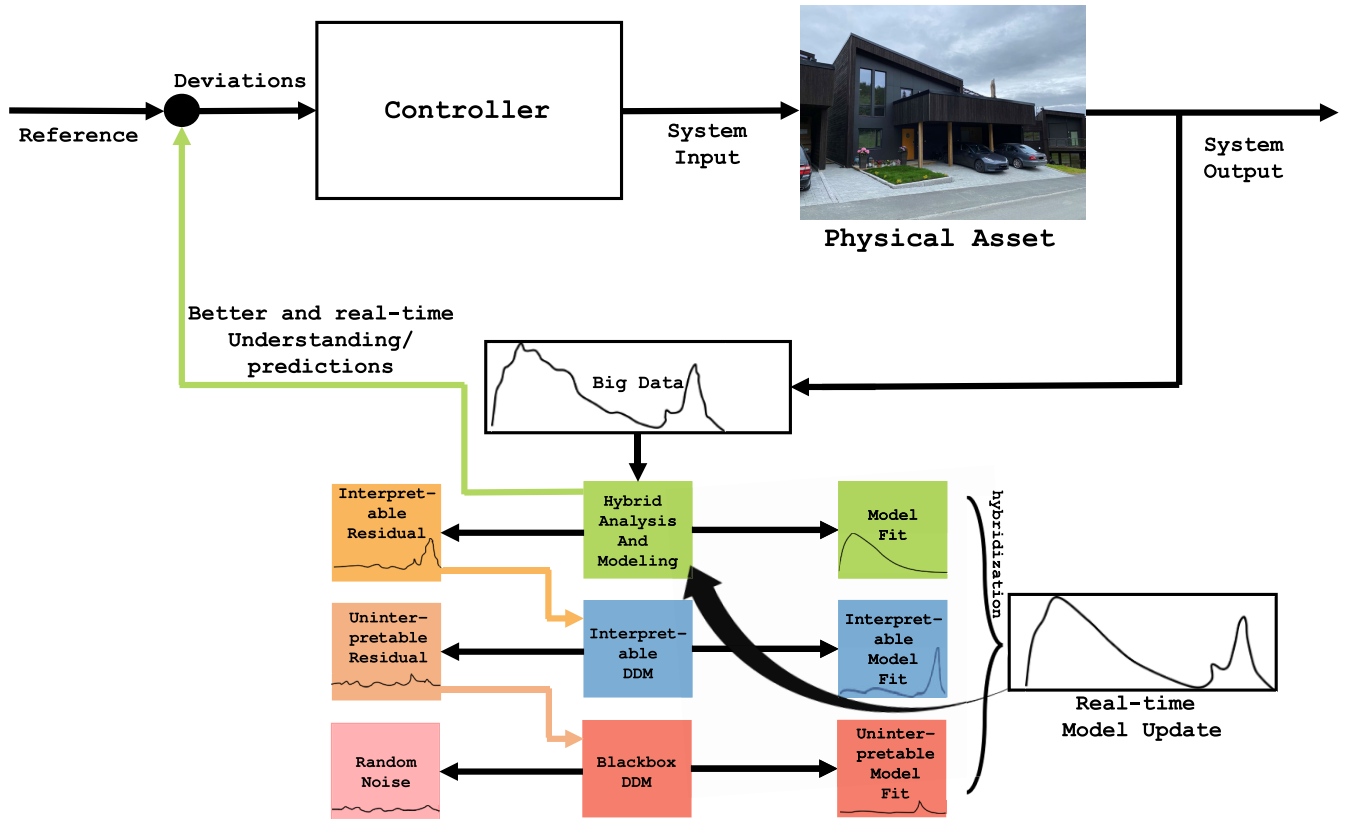 Deviations
Reference
Controller
System
Input
System
Output
Physical Asset
Better and real-time
Understanding/
predictions
Big Data
Interpret-
able
Residual
Hybrid
Analysis
And
Modeling
Model
Fit
hybridization
Uninter-
pretable
Residual
Interpret-
able
DDM
Interpret-
able
Model
Fit
Real-time
Model Update
Random
Noise
Blackbox
DDM
Uninter-
pretable
Model
Fit